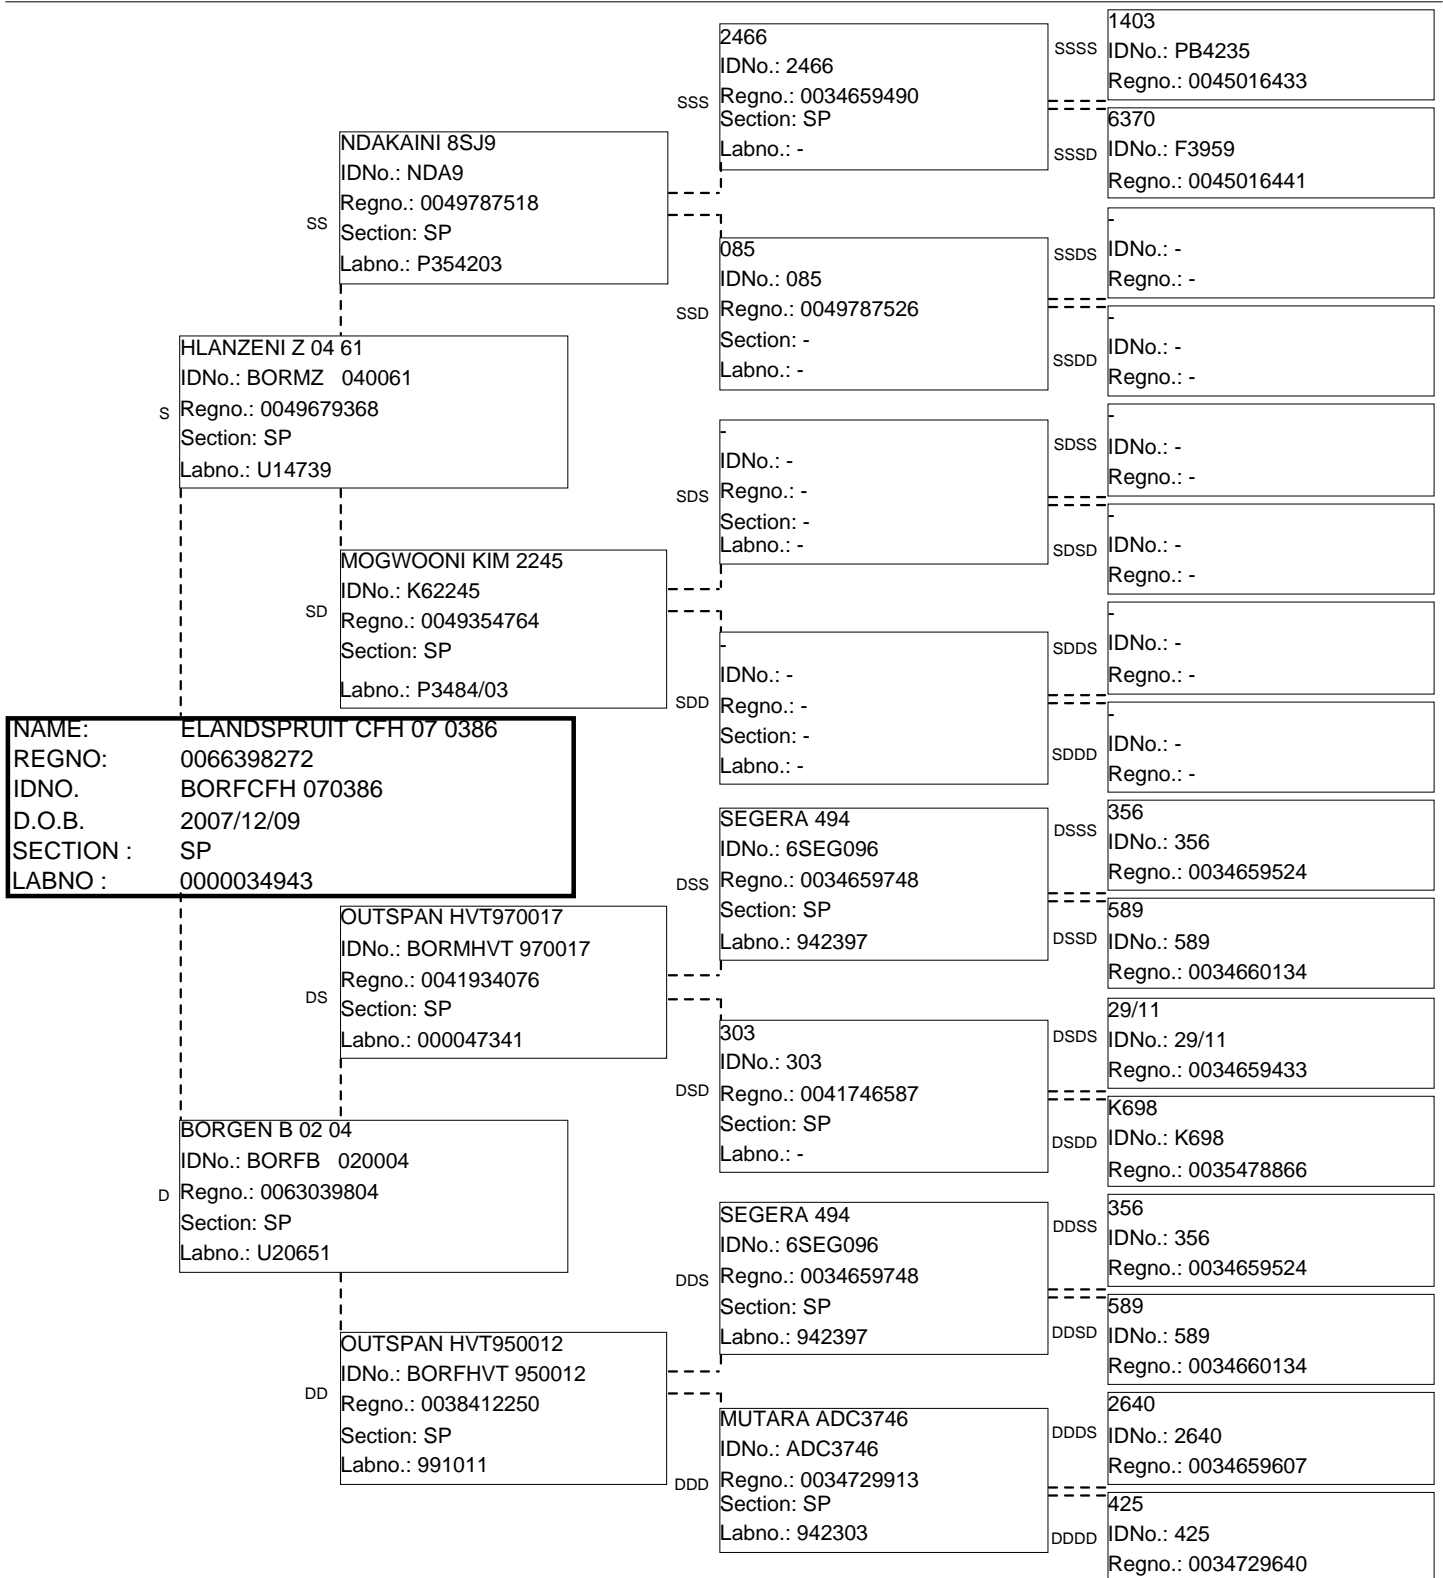 2466
IDNo.: 2466
SSS Regno.: 0034659490
Section: SP
Labno.: -
1403
SSSS IDNo.: PB4235
Regno.: 0045016433
6370
SSSD IDNo.: F3959
Regno.: 0045016441
NDAKAINI 8SJ9
IDNo.: NDA9
Regno.: 0049787518
SS Section: SP
Labno.: P354203
085
IDNo.: 085
SSD Regno.: 0049787526
Section: -
Labno.: -
-
SSDS IDNo.: -
Regno.: -
-
SSDD IDNo.: -
Regno.: -
HLANZENI Z 04 61
IDNo.: BORMZ   040061
S Regno.: 0049679368
Section: SP
Labno.: U14739
-
IDNo.: -
SDS Regno.: -
Section: -
Labno.: -
-
SDSS IDNo.: -
Regno.: -
-
SDSD IDNo.: -
Regno.: -
MOGWOONI KIM 2245
IDNo.: K62245
SD Regno.: 0049354764
Section: SP
Labno.: P3484/03
-
IDNo.: -
SDD Regno.: -
Section: -
Labno.: -
-
SDDS IDNo.: -
Regno.: -
-
SDDD IDNo.: -
Regno.: -
NAME: ELANDSPRUIT CFH 07 0386
REGNO: 0066398272
IDNO. BORFCFH 070386
D.O.B. 2007/12/09
SECTION : SP
LABNO : 0000034943
SEGERA 494
IDNo.: 6SEG096
DSS Regno.: 0034659748
Section: SP
Labno.: 942397
356
DSSS IDNo.: 356
Regno.: 0034659524
589
DSSD IDNo.: 589
Regno.: 0034660134
OUTSPAN HVT970017
IDNo.: BORMHVT 970017
Regno.: 0041934076
DS Section: SP
Labno.: 000047341
303
IDNo.: 303
DSD Regno.: 0041746587
Section: SP
Labno.: -
29/11
DSDS IDNo.: 29/11
Regno.: 0034659433
K698
DSDD IDNo.: K698
Regno.: 0035478866
BORGEN B 02 04
IDNo.: BORFB   020004
D Regno.: 0063039804
Section: SP
Labno.: U20651
SEGERA 494
IDNo.: 6SEG096
DDS Regno.: 0034659748
Section: SP
Labno.: 942397
356
DDSS IDNo.: 356
Regno.: 0034659524
589
DDSD IDNo.: 589
Regno.: 0034660134
OUTSPAN HVT950012
IDNo.: BORFHVT 950012
DD Regno.: 0038412250
Section: SP
Labno.: 991011
MUTARA ADC3746
IDNo.: ADC3746
DDD Regno.: 0034729913
Section: SP
Labno.: 942303
2640
DDDS IDNo.: 2640
Regno.: 0034659607
425
DDDD IDNo.: 425
Regno.: 0034729640